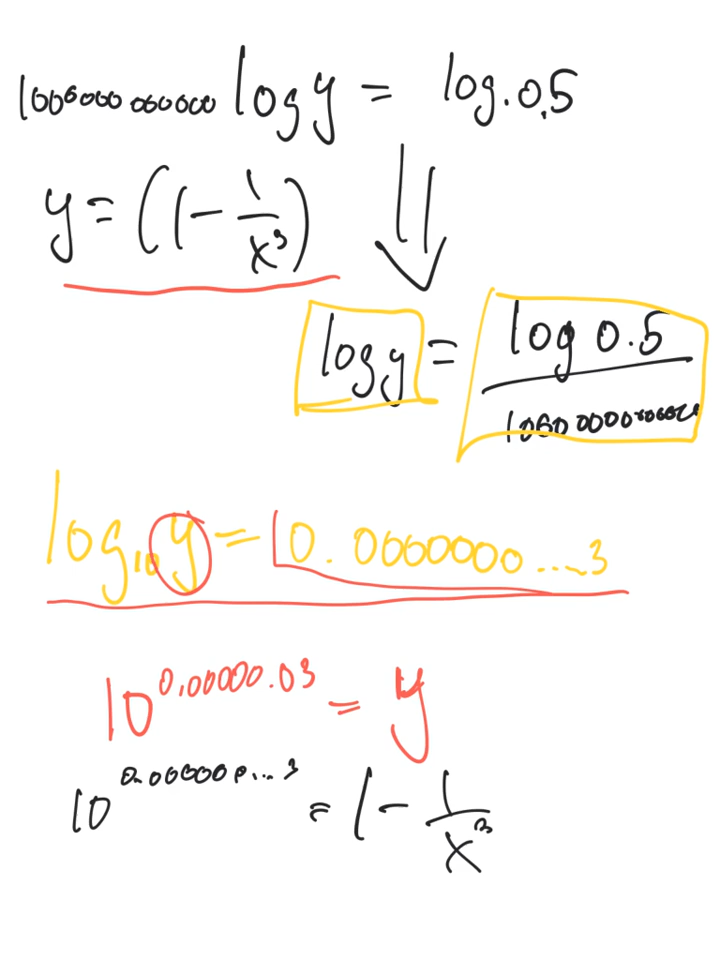 1000000000000 log y = log.0.5
y = (1 - 1/x³)
log y = log 0.5 / 1000000000000
log₁₀ y = 10.0000000...3
10^0.00000.03 = y
10^0.000000...3 = 1 - 1/x³